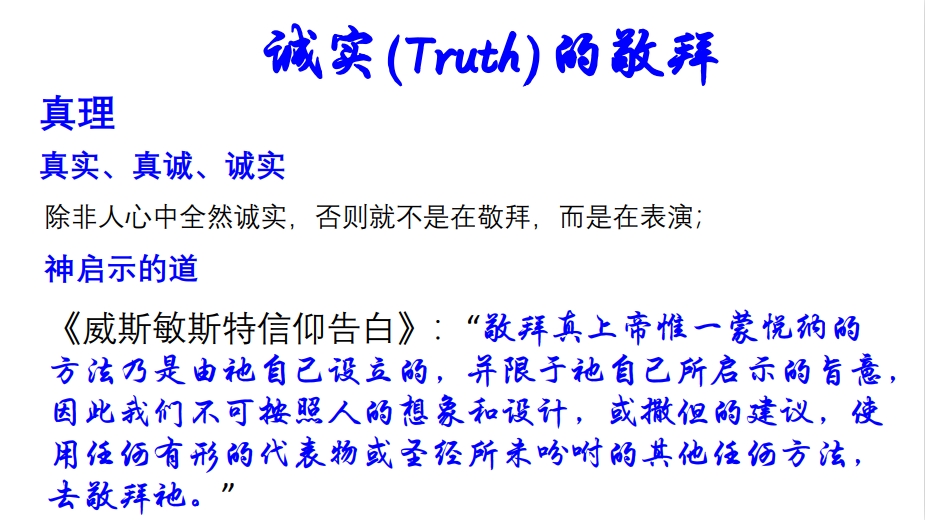 诚实(Truth)的敬拜
真理
真实、真诚、诚实
除非人心中全然诚实，否则就不是在敬拜，而是在表演；
神启示的道
《威斯敏斯特信仰告白》：“敬拜真上帝惟一蒙悦纳的
方法乃是由祂自己设立的，并限于祂自己所启示的旨意，
因此我们不可按照人的想象和设计，或撒但的建议，使
用任何有形的代表物或圣经所未吩咐的其他任何方法，
去敬拜祂。”